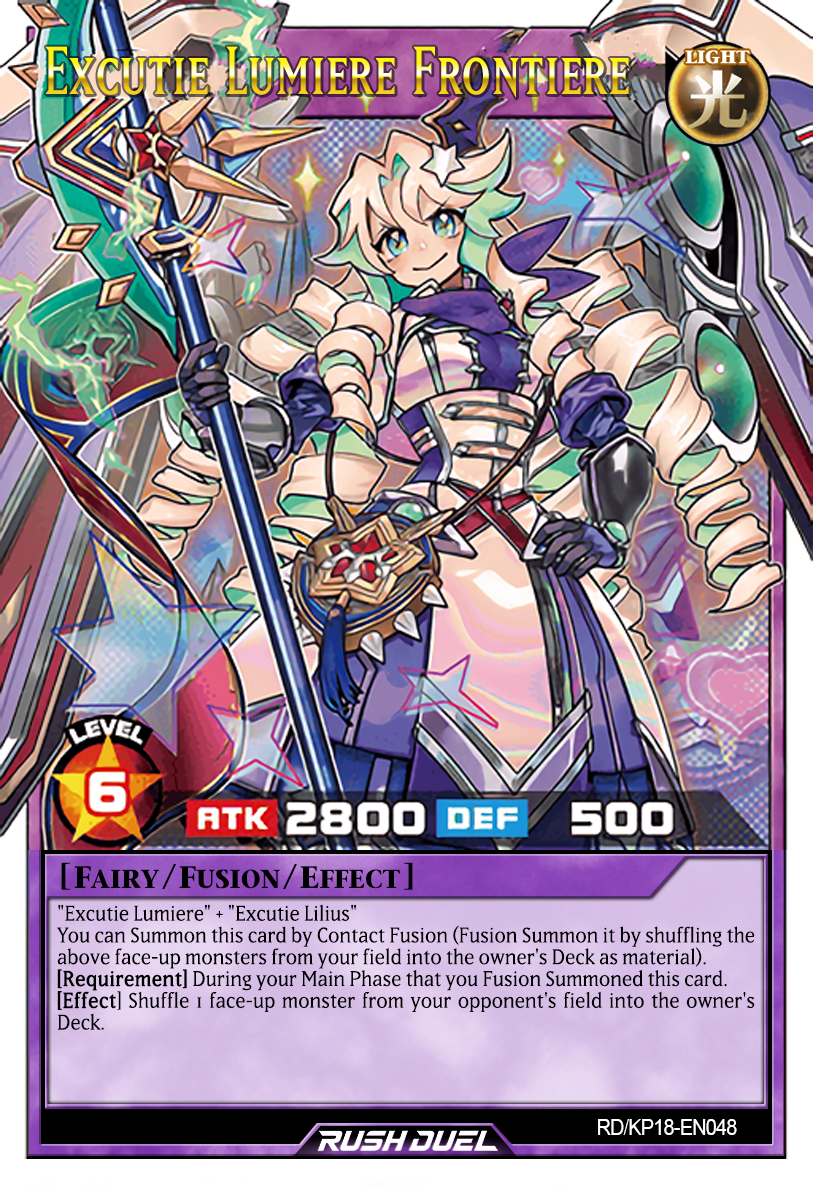 EXCUTIE LUMIERE FRONTIERE
LIGHT
光
LEVEL
6
ATK 2800 DEF 500
[FAIRY/FUSION/EFFECT]
"Excutie Lumiere" + "Excutie Lilius"
You can Summon this card by Contact Fusion (Fusion Summon it by shuffling the
above face-up monsters from your field into the owner's Deck as material).
[Requirement] During your Main Phase that you Fusion Summoned this card.
[Effect] Shuffle 1 face-up monster from your opponent's field into the owner's
Deck.
RD/KP18-EN048
RUSH DUEL